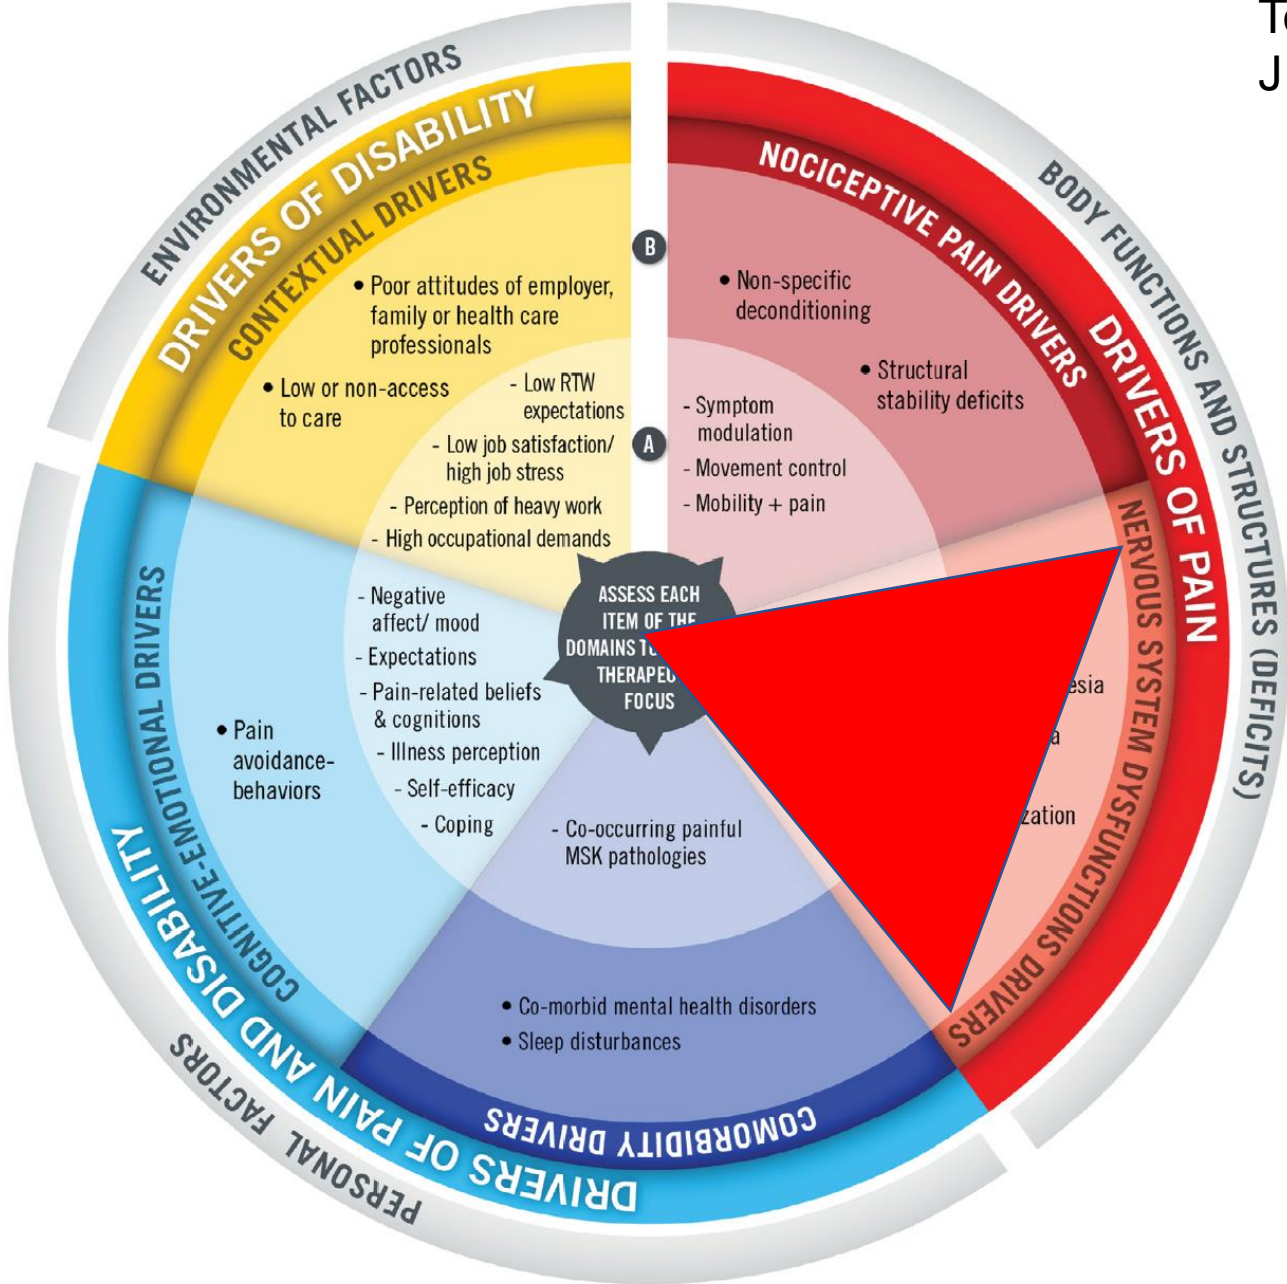 ENVIRONMENTAL FACTORS
DRIVERS OF DISABILITY
CONTEXTUAL DRIVERS
• Poor attitudes of employer,
family or health care
professionals
• Low or non-access
to care
- Low RTW
expectations
- Low job satisfaction/
high job stress
- Perception of heavy work
- High occupational demands
B
A
BODY FUNCTIONS AND STRUCTURES (DEFICITS)
DRIVERS OF PAIN
NOCICEPTIVE PAIN DRIVERS
• Non-specific
deconditioning
• Structural
stability deficits
- Symptom
modulation
- Movement control
- Mobility + pain
NERVOUS SYSTEM DYSFUNCTIONS DRIVERS
ASSESS EACH
ITEM OF THE
DOMAINS
FOCUS
PERSONAL FACTORS
DRIVERS OF PAIN AND DISABILITY
COGNITIVE-EMOTIONAL DRIVERS
- Negative
affect/ mood
- Expectations
- Pain-related beliefs
& cognitions
- Illness perception
- Self-efficacy
- Coping
• Pain
avoidance-
behaviors
- Co-occurring painful
MSK pathologies
• Co-morbid mental health disorders
• Sleep disturbances
COMORBIDITY DRIVERS